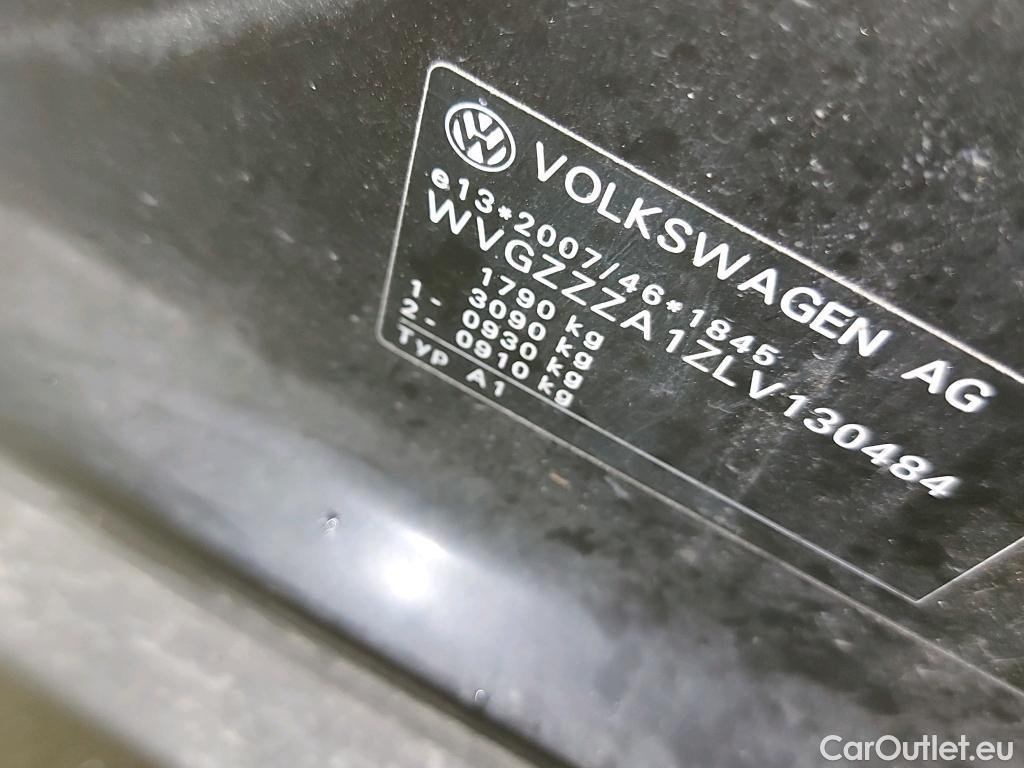 VOLKSWAGEN AG
e13*2007/46*1845
WVGZZZA1ZLV130484
1790 kg
3090 kg
1- 0930 kg
2- 0910 kg
Typ A1
CarOutlet.eu